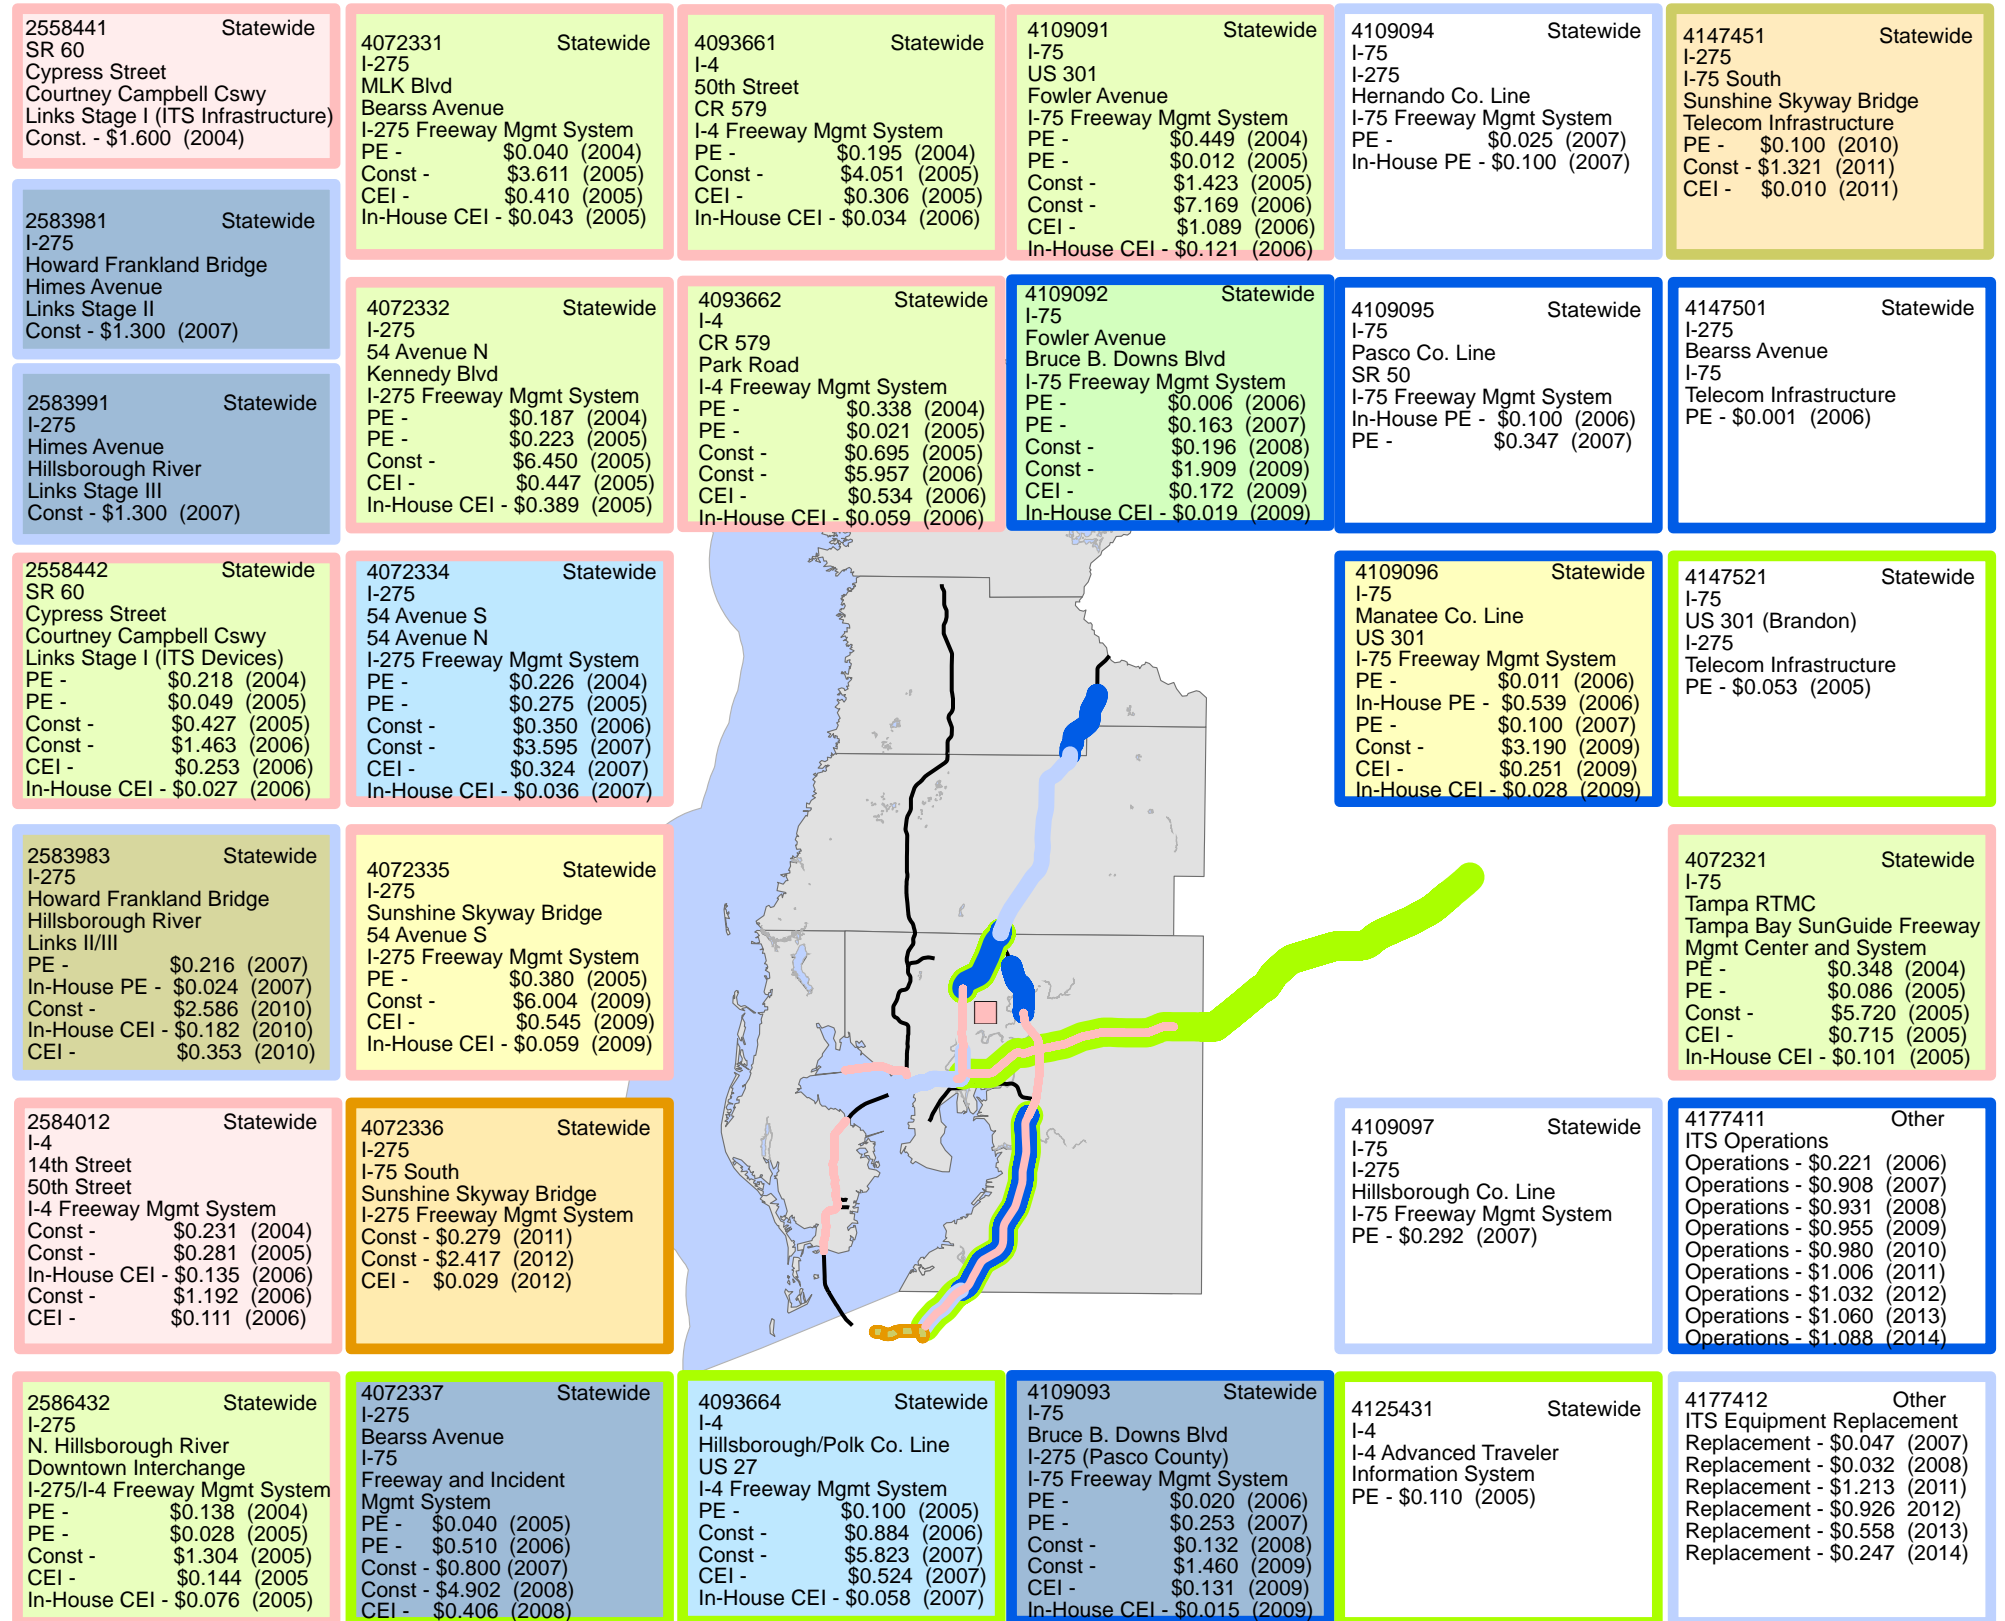 2558441 Statewide
SR 60
Cypress Street
Courtney Campbell Cswy
Links Stage I (ITS Infrastructure)
Const. - $1.600 (2004)
4072331 Statewide
I-275
MLK Blvd
Bearss Avenue
I-275 Freeway Mgmt System
PE - $0.040 (2004)
Const - $3.611 (2005)
CEI - $0.410 (2005)
In-House CEI - $0.043 (2005)
4093661 Statewide
I-4
50th Street
CR 579
I-4 Freeway Mgmt System
PE - $0.195 (2004)
Const - $4.051 (2005)
CEI - $0.306 (2005)
In-House CEI - $0.034 (2006)
4109091 Statewide
I-75
US 301
Fowler Avenue
I-75 Freeway Mgmt System
PE - $0.449 (2004)
PE - $0.012 (2005)
Const - $1.423 (2005)
Const - $7.169 (2006)
CEI - $1.089 (2006)
In-House CEI - $0.121 (2006)
4109094 Statewide
I-75
I-275
Hernando Co. Line
I-75 Freeway Mgmt System
PE - $0.025 (2007)
In-House PE - $0.100 (2007)
4147451 Statewide
I-275
I-75 South
Sunshine Skyway Bridge
Telecom Infrastructure
PE - $0.100 (2010)
Const - $1.321 (2011)
CEI - $0.010 (2011)
2583981 Statewide
I-275
Howard Frankland Bridge
Himes Avenue
Links Stage II
Const - $1.300 (2007)
2583991 Statewide
I-275
Himes Avenue
Hillsborough River
Links Stage III
Const - $1.300 (2007)
4072332 Statewide
I-275
54 Avenue N
Kennedy Blvd
I-275 Freeway Mgmt System
PE - $0.187 (2004)
PE - $0.223 (2005)
Const - $6.450 (2005)
CEI - $0.447 (2005)
In-House CEI - $0.389 (2005)
4093662 Statewide
I-4
CR 579
Park Road
I-4 Freeway Mgmt System
PE - $0.338 (2004)
PE - $0.021 (2005)
Const - $0.695 (2005)
Const - $5.957 (2006)
CEI - $0.534 (2006)
In-House CEI - $0.059 (2006)
4109092 Statewide
I-75
Fowler Avenue
Bruce B. Downs Blvd
I-75 Freeway Mgmt System
PE - $0.006 (2006)
PE - $0.163 (2007)
Const - $0.196 (2008)
Const - $1.909 (2009)
CEI - $0.172 (2009)
In-House CEI - $0.019 (2009)
4109095 Statewide
I-75
Pasco Co. Line
SR 50
I-75 Freeway Mgmt System
In-House PE - $0.100 (2006)
PE - $0.347 (2007)
4147501 Statewide
I-275
Bearss Avenue
I-75
Telecom Infrastructure
PE - $0.001 (2006)
2558442 Statewide
SR 60
Cypress Street
Courtney Campbell Cswy
Links Stage I (ITS Devices)
PE - $0.218 (2004)
PE - $0.049 (2005)
Const - $0.427 (2005)
Const - $1.463 (2006)
CEI - $0.253 (2006)
In-House CEI - $0.027 (2006)
4072334 Statewide
I-275
54 Avenue S
54 Avenue N
I-275 Freeway Mgmt System
PE - $0.226 (2004)
PE - $0.275 (2005)
Const - $0.350 (2006)
Const - $3.595 (2007)
CEI - $0.324 (2007)
In-House CEI - $0.036 (2007)
4109096 Statewide
I-75
Manatee Co. Line
US 301
I-75 Freeway Mgmt System
PE - $0.011 (2006)
In-House PE - $0.539 (2006)
PE - $0.100 (2007)
Const - $3.190 (2009)
CEI - $0.251 (2009)
In-House CEI - $0.028 (2009)
4147521 Statewide
I-75
US 301 (Brandon)
I-275
Telecom Infrastructure
PE - $0.053 (2005)
2583983 Statewide
I-275
Howard Frankland Bridge
Hillsborough River
Links II/III
PE - $0.216 (2007)
In-House PE - $0.024 (2007)
Const - $2.586 (2010)
In-House CEI - $0.182 (2010)
CEI - $0.353 (2010)
4072335 Statewide
I-275
Sunshine Skyway Bridge
54 Avenue S
I-275 Freeway Mgmt System
PE - $0.380 (2005)
Const - $6.004 (2009)
CEI - $0.545 (2009)
In-House CEI - $0.059 (2009)
4072321 Statewide
I-75
Tampa RTMC
Tampa Bay SunGuide Freeway
Mgmt Center and System
PE - $0.348 (2004)
PE - $0.086 (2005)
Const - $5.720 (2005)
CEI - $0.715 (2005)
In-House CEI - $0.101 (2005)
2584012 Statewide
I-4
14th Street
50th Street
I-4 Freeway Mgmt System
Const - $0.231 (2004)
Const - $0.281 (2005)
In-House CEI - $0.135 (2006)
Const - $1.192 (2006)
CEI - $0.111 (2006)
4072336 Statewide
I-275
I-75 South
Sunshine Skyway Bridge
I-275 Freeway Mgmt System
Const - $0.279 (2011)
Const - $2.417 (2012)
CEI - $0.029 (2012)
4109097 Statewide
I-75
I-275
Hillsborough Co. Line
I-75 Freeway Mgmt System
PE - $0.292 (2007)
4177411 Other
ITS Operations
Operations - $0.221 (2006)
Operations - $0.908 (2007)
Operations - $0.931 (2008)
Operations - $0.955 (2009)
Operations - $0.980 (2010)
Operations - $1.006 (2011)
Operations - $1.032 (2012)
Operations - $1.060 (2013)
Operations - $1.088 (2014)
2586432 Statewide
I-275
N. Hillsborough River
Downtown Interchange
I-275/I-4 Freeway Mgmt System
PE - $0.138 (2004)
PE - $0.028 (2005)
Const - $1.304 (2005)
CEI - $0.144 (2005
In-House CEI - $0.076 (2005)
4072337 Statewide
I-275
Bearss Avenue
I-75
Freeway and Incident
Mgmt System
PE - $0.040 (2005)
PE - $0.510 (2006)
Const - $0.800 (2007)
Const - $4.902 (2008)
CEI - $0.406 (2008)
4093664 Statewide
I-4
Hillsborough/Polk Co. Line
US 27
I-4 Freeway Mgmt System
PE - $0.100 (2005)
Const - $0.884 (2006)
Const - $5.823 (2007)
CEI - $0.524 (2007)
In-House CEI - $0.058 (2007)
4109093 Statewide
I-75
Bruce B. Downs Blvd
I-275 (Pasco County)
I-75 Freeway Mgmt System
PE - $0.020 (2006)
PE - $0.253 (2007)
Const - $0.132 (2008)
Const - $1.460 (2009)
CEI - $0.131 (2009)
In-House CEI - $0.015 (2009)
4125431 Statewide
I-4
I-4 Advanced Traveler
Information System
PE - $0.110 (2005)
4177412 Other
ITS Equipment Replacement
Replacement - $0.047 (2007)
Replacement - $0.032 (2008)
Replacement - $1.213 (2011)
Replacement - $0.926 2012)
Replacement - $0.558 (2013)
Replacement - $0.247 (2014)